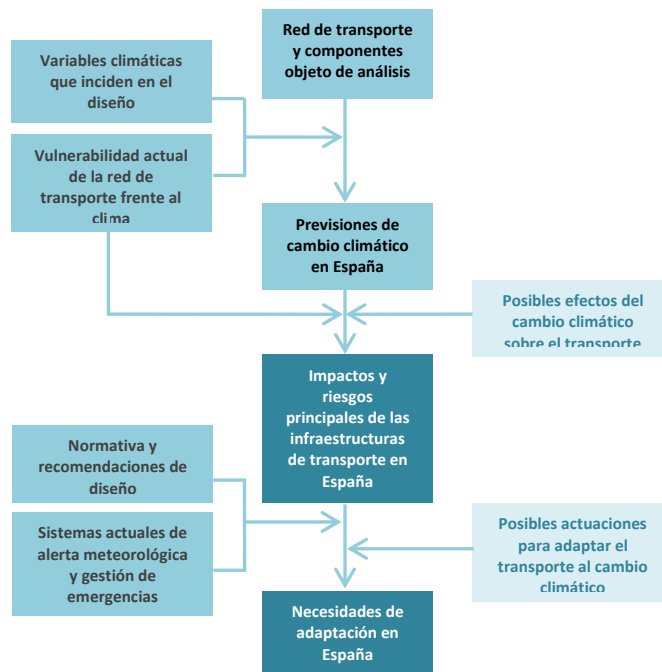 Red de transporte
y componentes
objeto de análisis
Variables climáticas
que inciden en el
diseño
Vulnerabilidad actual
de la red de
transporte frente al
clima
Previsiones de
cambio climático
en España
Posibles efectos del
cambio climático
sobre el transporte
Impactos y
riesgos
principales de las
infraestructuras
de transporte en
España
Normativa y
recomendaciones de
diseño
Sistemas actuales de
alerta meteorológica
y gestión de
emergencias
Posibles actuaciones
para adaptar el
transporte al cambio
climático
Necesidades de
adaptación en
España